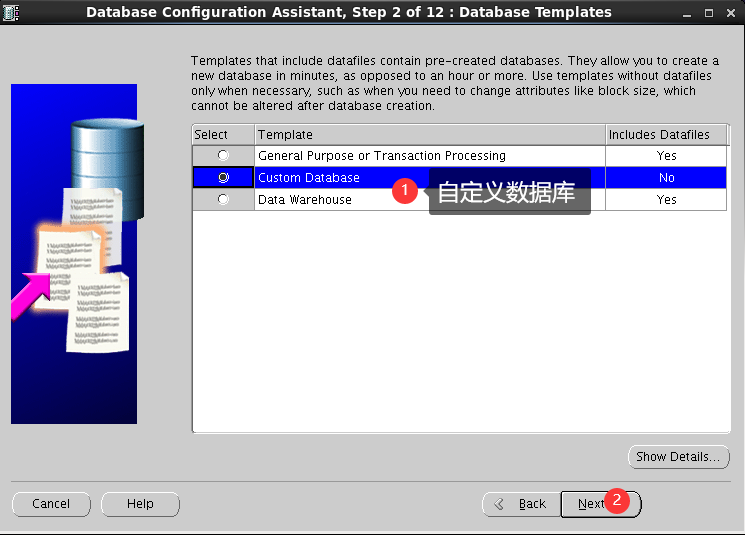 Database Configuration Assistant, Step 2 of 12 : Database Templates
Templates that include datafiles contain pre-created databases. They allow you to create a
new database in minutes, as opposed to an hour or more. Use templates without datafiles
only when necessary, such as when you need to change attributes like block size, which
cannot be altered after database creation.
Select Template Includes Datafiles
General Purpose or Transaction Processing Yes
Custom Database No
1 自定义数据库
Data Warehouse Yes
Show Details...
Cancel Help Back Next 2